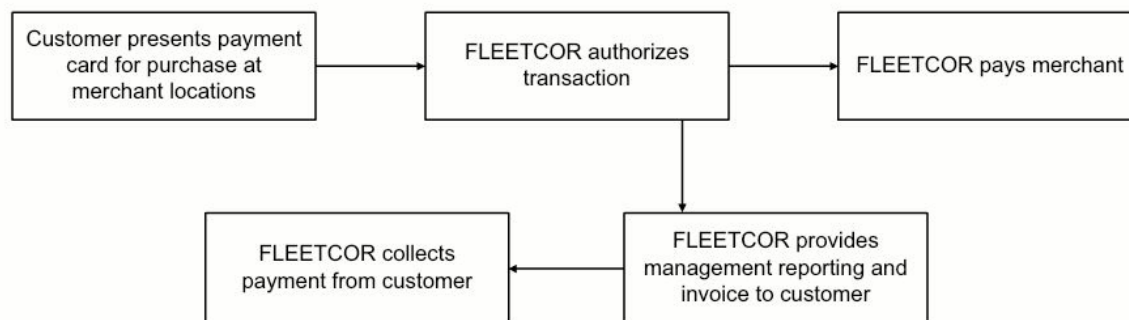 Customer presents payment
card for purchase at
merchant locations
FLEETCOR authorizes
transaction
FLEETCOR pays merchant
FLEETCOR collects
payment from customer
FLEETCOR provides
management reporting and
invoice to customer